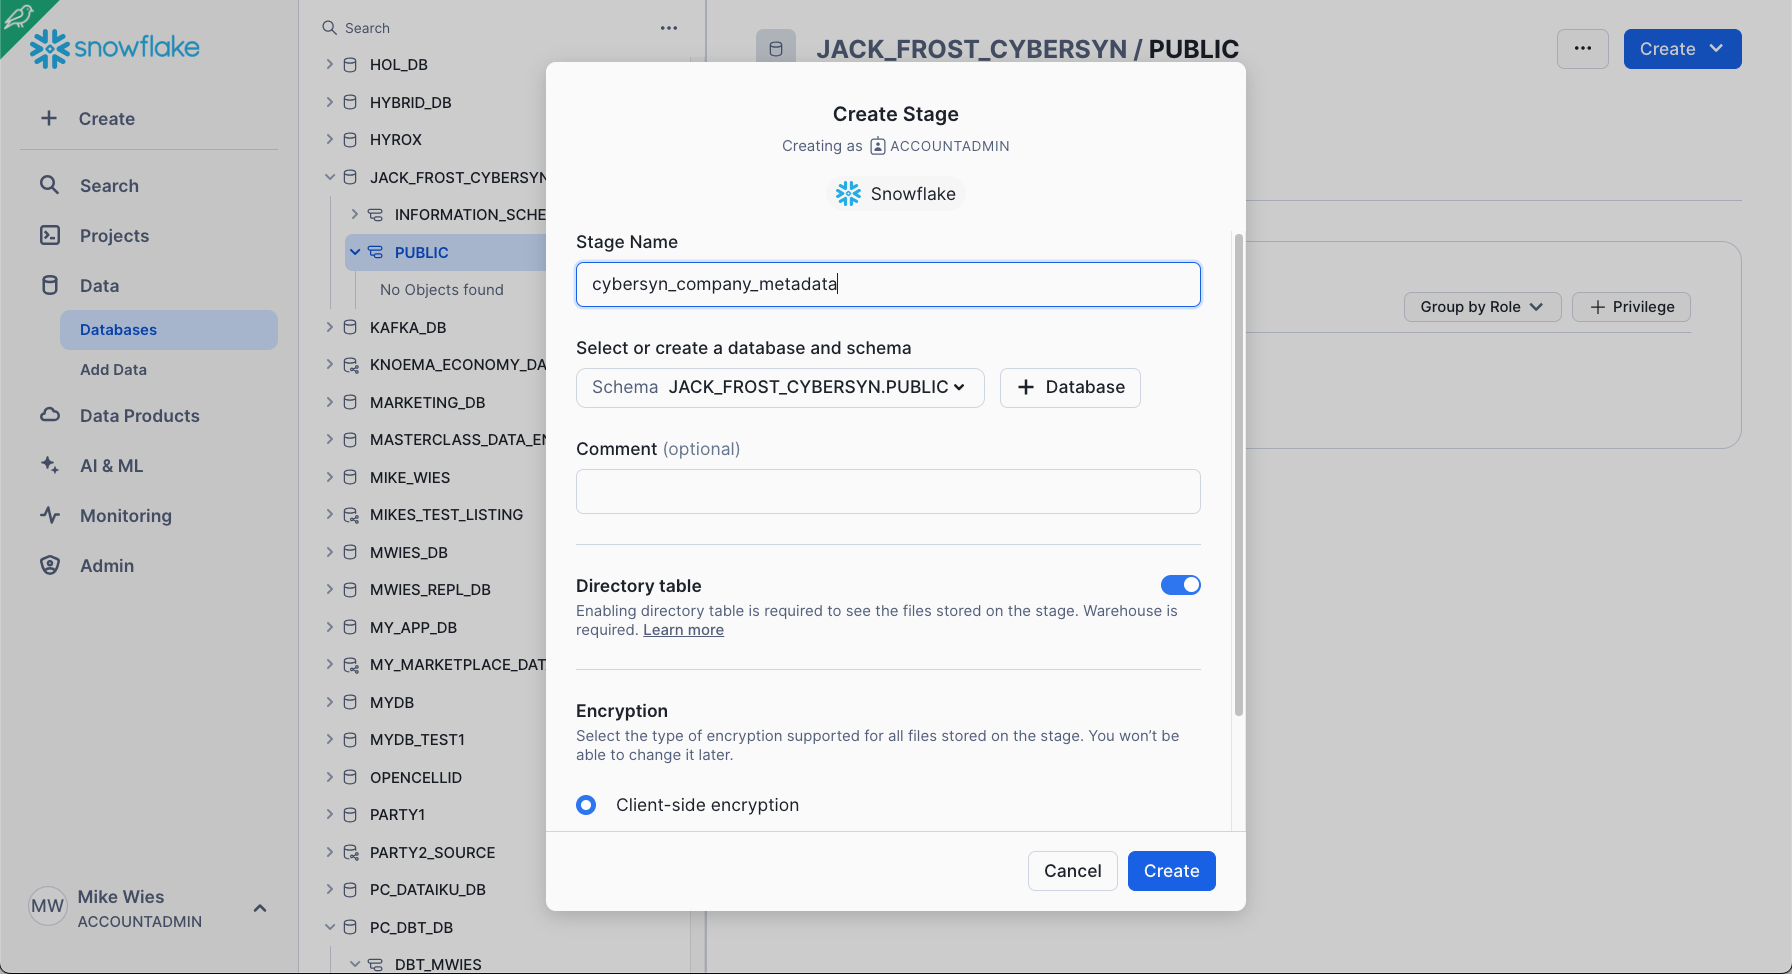 snowflake
Create
Search
Projects
Data
Databases
Add Data
Data Products
AI & ML
Monitoring
Admin
MW
Mike Wies
ACCOUNTADMIN
Search
HOL_DB
HYBRID_DB
HYROX
JACK_FROST_CYBERSYN
INFORMATION_SCHE
PUBLIC
No Objects found
KAFKA_DB
KNOEMA_ECONOMY_DA
MARKETING_DB
MASTERCLASS_DATA_EN
MIKE_WIES
MIKES_TEST_LISTING
MWIES_DB
MWIES_REPL_DB
MY_APP_DB
MY_MARKETPLACE_DAT
MYDB
MYDB_TEST1
OPENCELLID
PARTY1
PARTY2_SOURCE
PC_DATAIKU_DB
PC_DBT_DB
DBT_MWIES
JACK_FROST_CYBERSYN / PUBLIC
Create
Group by Role
Privilege
Create Stage
Creating as ACCOUNTADMIN
Snowflake
Stage Name
cybersyn_company_metadata
Select or create a database and schema
Schema JACK_FROST_CYBERSYN.PUBLIC
Database
Comment (optional)
Directory table
Enabling directory table is required to see the files stored on the stage. Warehouse is
required. Learn more
Encryption
Select the type of encryption supported for all files stored on the stage. You won’t be
able to change it later.
Client-side encryption
Cancel
Create